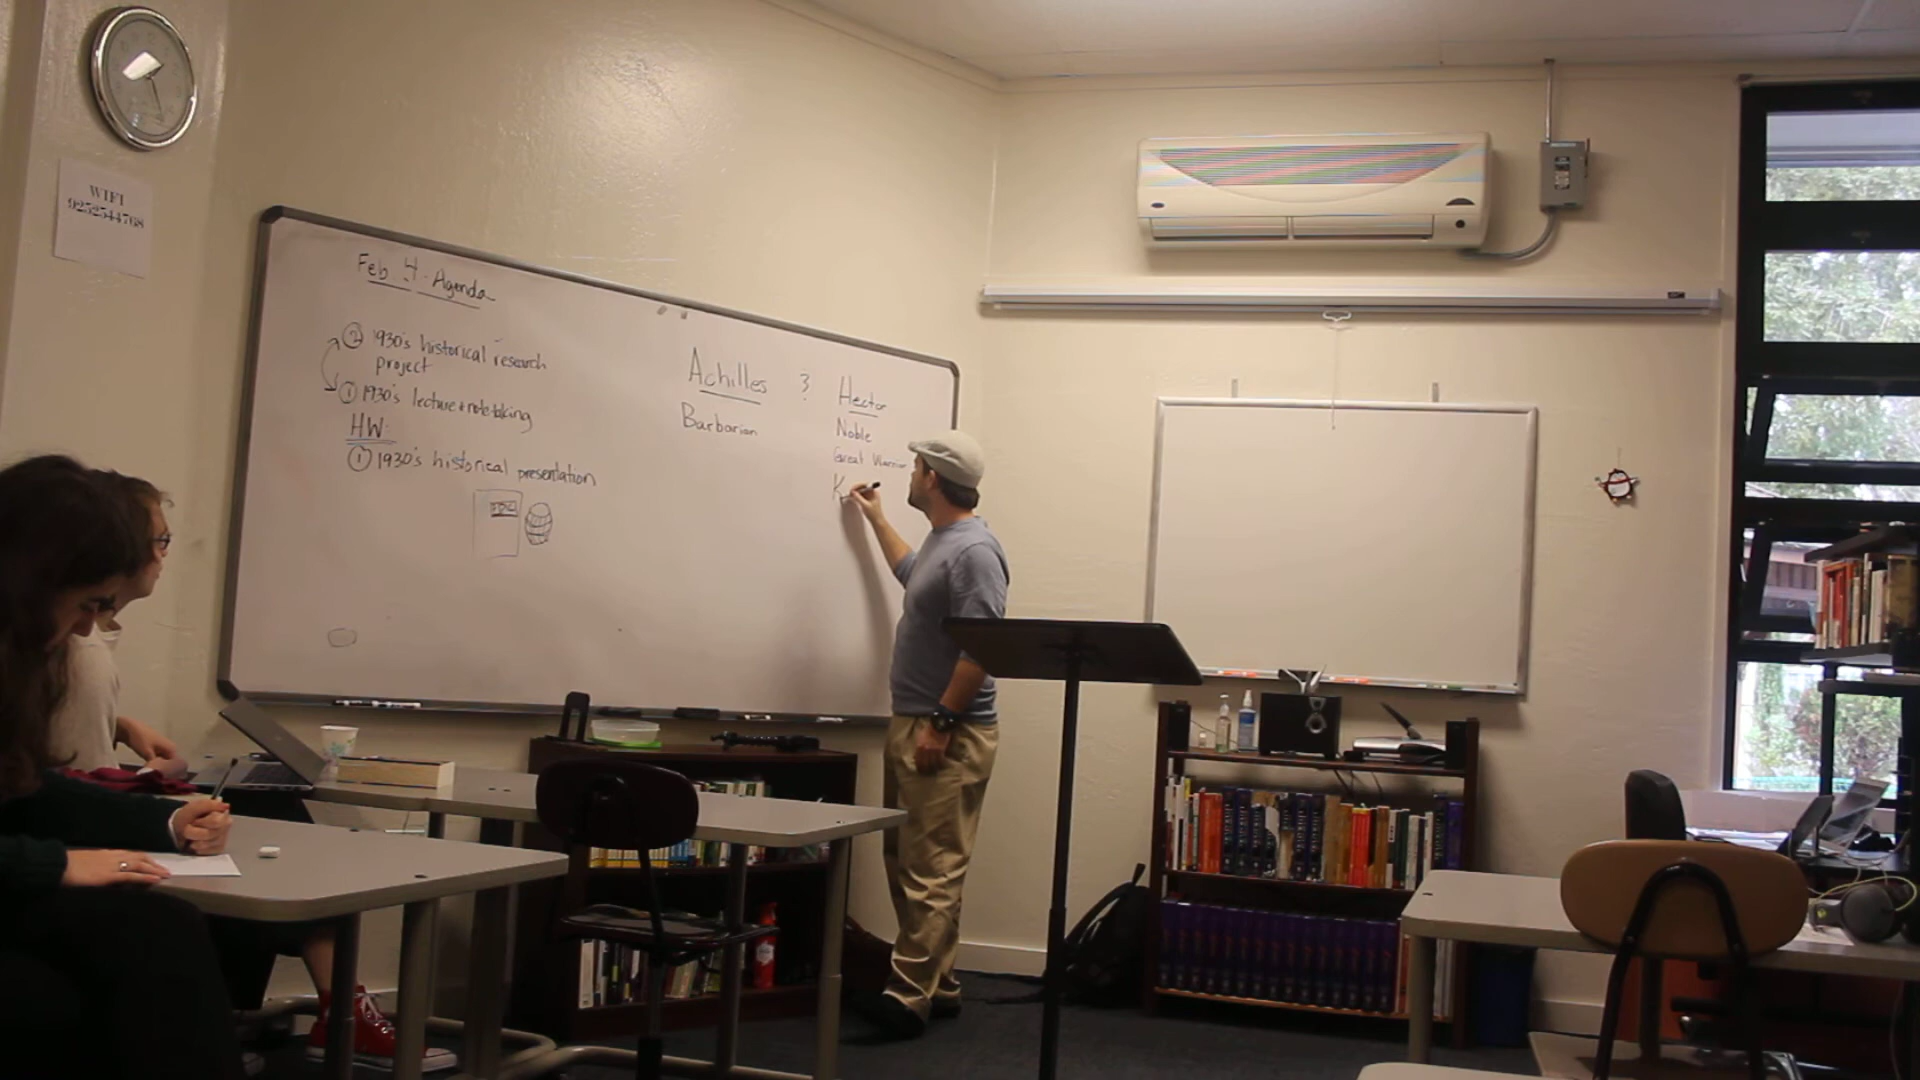 WIFI
9252544768
Feb 4 - Agenda
② 1930's historical research
project
① 1930's lecture + note-taking
HW:
① 1930's historical presentation
Achilles
Barbarian
Hector
Noble
Great Warrior
K